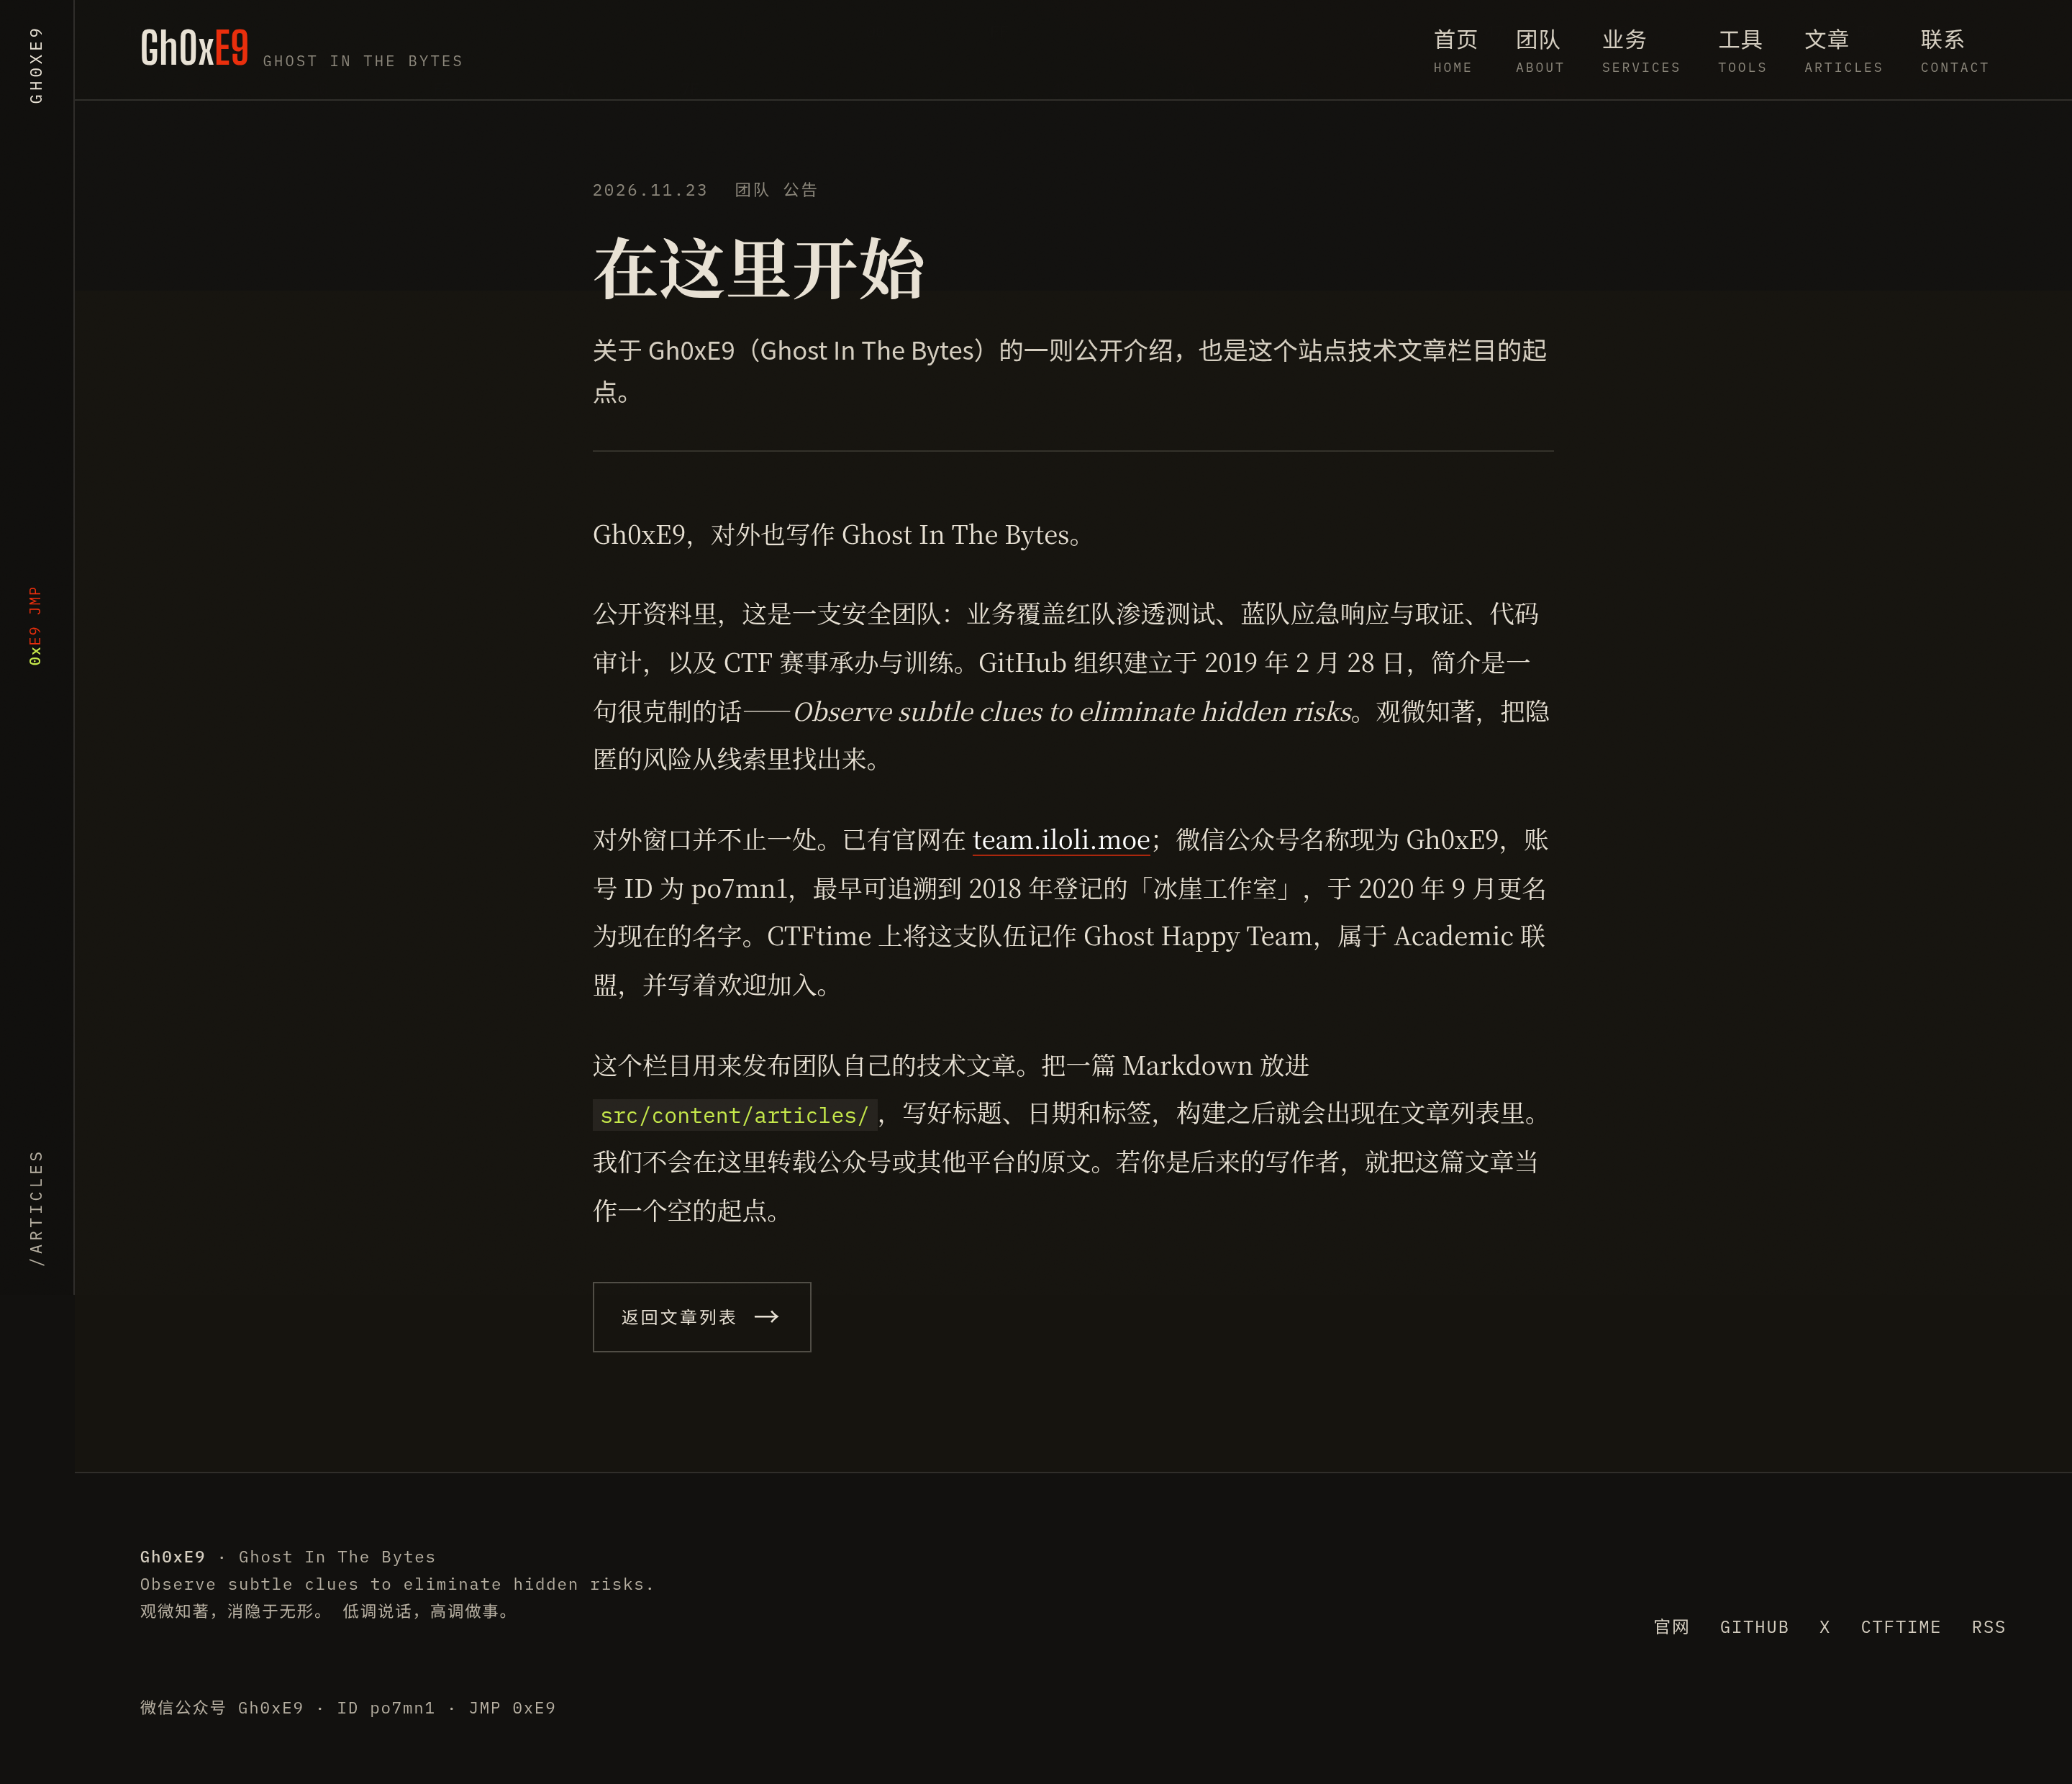 GH0XE9
0xE9 JMP
/ARTICLES
Gh0xE9 GHOST IN THE BYTES
首页 团队 业务 工具 文章 联系
HOME ABOUT SERVICES TOOLS ARTICLES CONTACT
2026.11.23 团队 公告
在这里开始
关于 Gh0xE9（Ghost In The Bytes）的一则公开介绍，也是这个站点技术文章栏目的起
点。
Gh0xE9，对外也写作 Ghost In The Bytes。
公开资料里，这是一支安全团队：业务覆盖红队渗透测试、蓝队应急响应与取证、代码
审计，以及 CTF 赛事承办与训练。GitHub 组织建立于 2019 年 2 月 28 日，简介是一
句很克制的话——Observe subtle clues to eliminate hidden risks。观微知著，把隐
匿的风险从线索里找出来。
对外窗口并不止一处。已有官网在 team.iloli.moe；微信公众号名称现为 Gh0xE9，账
号 ID 为 po7mn1，最早可追溯到 2018 年登记的「冰崖工作室」，于 2020 年 9 月更名
为现在的名字。CTFtime 上将这支队伍记作 Ghost Happy Team，属于 Academic 联
盟，并写着欢迎加入。
这个栏目用来发布团队自己的技术文章。把一篇 Markdown 放进
src/content/articles/，写好标题、日期和标签，构建之后就会出现在文章列表里。
我们不会在这里转载公众号或其他平台的原文。若你是后来的写作者，就把这篇文章当
作一个空的起点。
返回文章列表 →
Gh0xE9 · Ghost In The Bytes
Observe subtle clues to eliminate hidden risks.
观微知著，消隐于无形。 低调说话，高调做事。
官网 GITHUB X CTFTIME RSS
微信公众号 Gh0xE9 · ID po7mn1 · JMP 0xE9